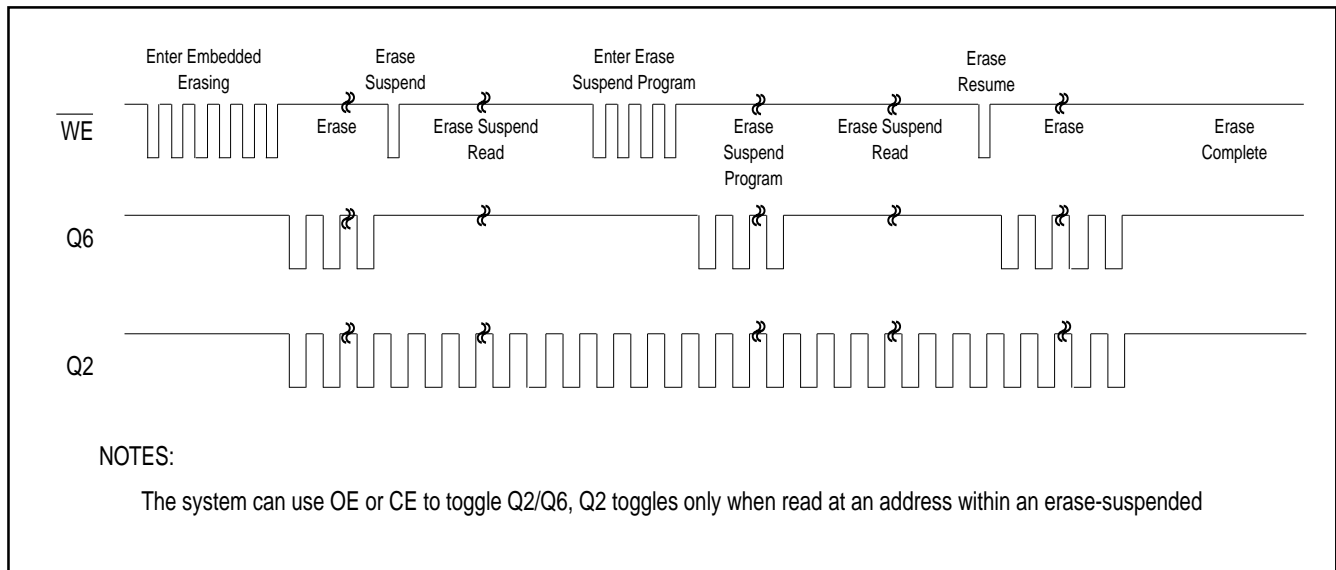 Enter Embedded
Erasing
Erase
Suspend
Enter Erase
Suspend Program
Erase
Resume
WE
Erase
Erase Suspend
Read
Erase
Suspend
Program
Erase Suspend
Read
Erase
Erase
Complete
Q6
Q2
NOTES:
The system can use OE or CE to toggle Q2/Q6, Q2 toggles only when read at an address within an erase-suspended